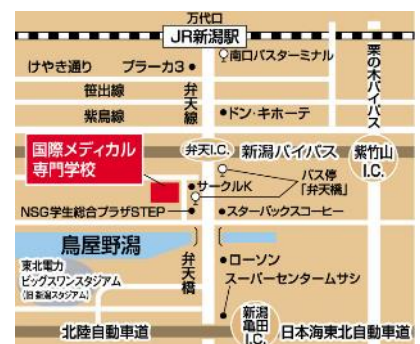 万代口
JR新潟駅
南口バスターミナル
けやき通り
プラーカ3
笹出線
弁天線
紫鳥線
ドン・キホーテ
栗の木バイパス
国際メディカル
専門学校
弁天I.C.
新潟バイパス
紫竹山
I.C.
サークルK
バス停
「弁天橋」
NSG学生総合プラザSTEP
スターバックスコーヒー
鳥屋野潟
弁天橋
東北電力
ビッグスワンスタジアム
(旧新潟スタジアム)
ローソン
スーパーセンタームサシ
北陸自動車道
新潟
亀田
I.C.
日本海東北自動車道